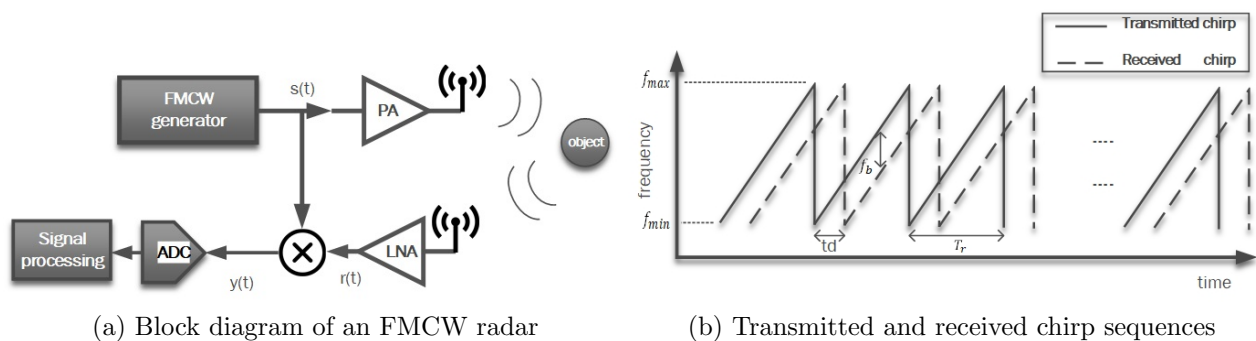 FMCW
generator
s(t)
PA
object
Signal
processing
ADC
y(t)
r(t)
LNA
(a) Block diagram of an FMCW radar
Transmitted chirp
Received chirp
f_max
f_b
f_min
frequency
td
T_r
time
(b) Transmitted and received chirp sequences